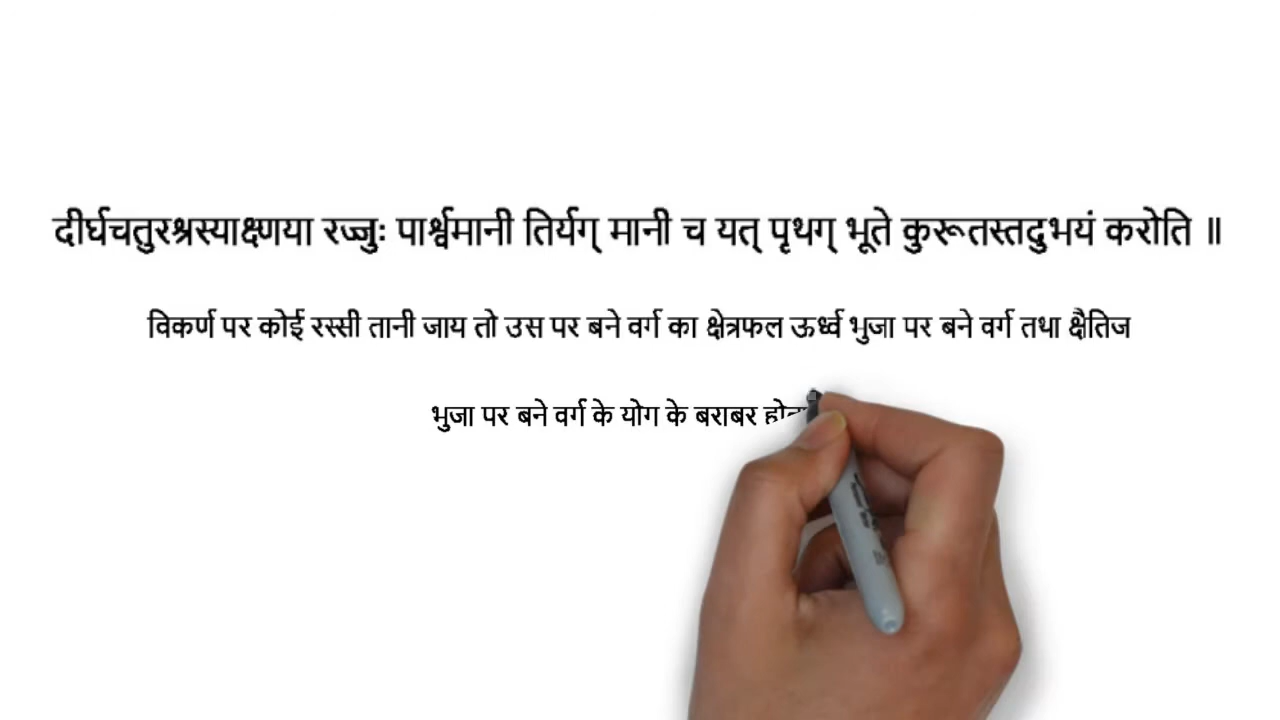 दीर्घचतुरश्रस्याक्ष्णया रज्जुः पार्श्वमानी तिर्यग् मानी च यत् पृथग् भूते कुरूतस्तदुभयं करोति ॥
विकर्ण पर कोई रस्सी तानी जाय तो उस पर बने वर्ग का क्षेत्रफल ऊर्ध्व भुजा पर बने वर्ग तथा क्षैतिज
भुजा पर बने वर्ग के योग के बराबर